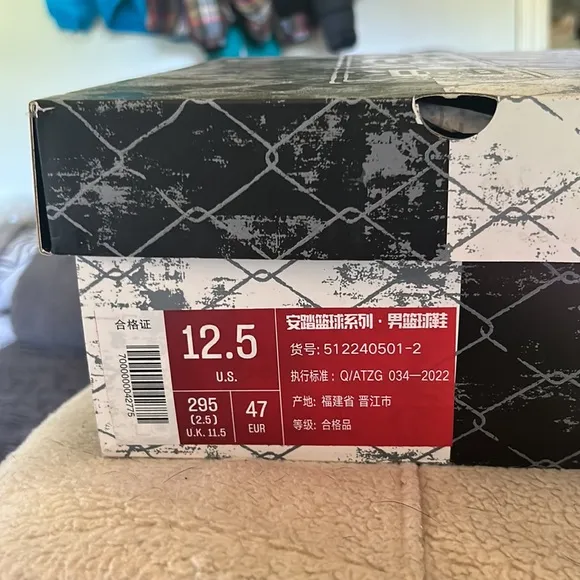 合格证
7000000042775
12.5
U.S.
295
(2.5)
U.K. 11.5
47
EUR
安踏篮球系列·男篮球鞋
货号: 512240501-2
执行标准: Q/ATZG 034—2022
产地: 福建省 晋江市
等级: 合格品